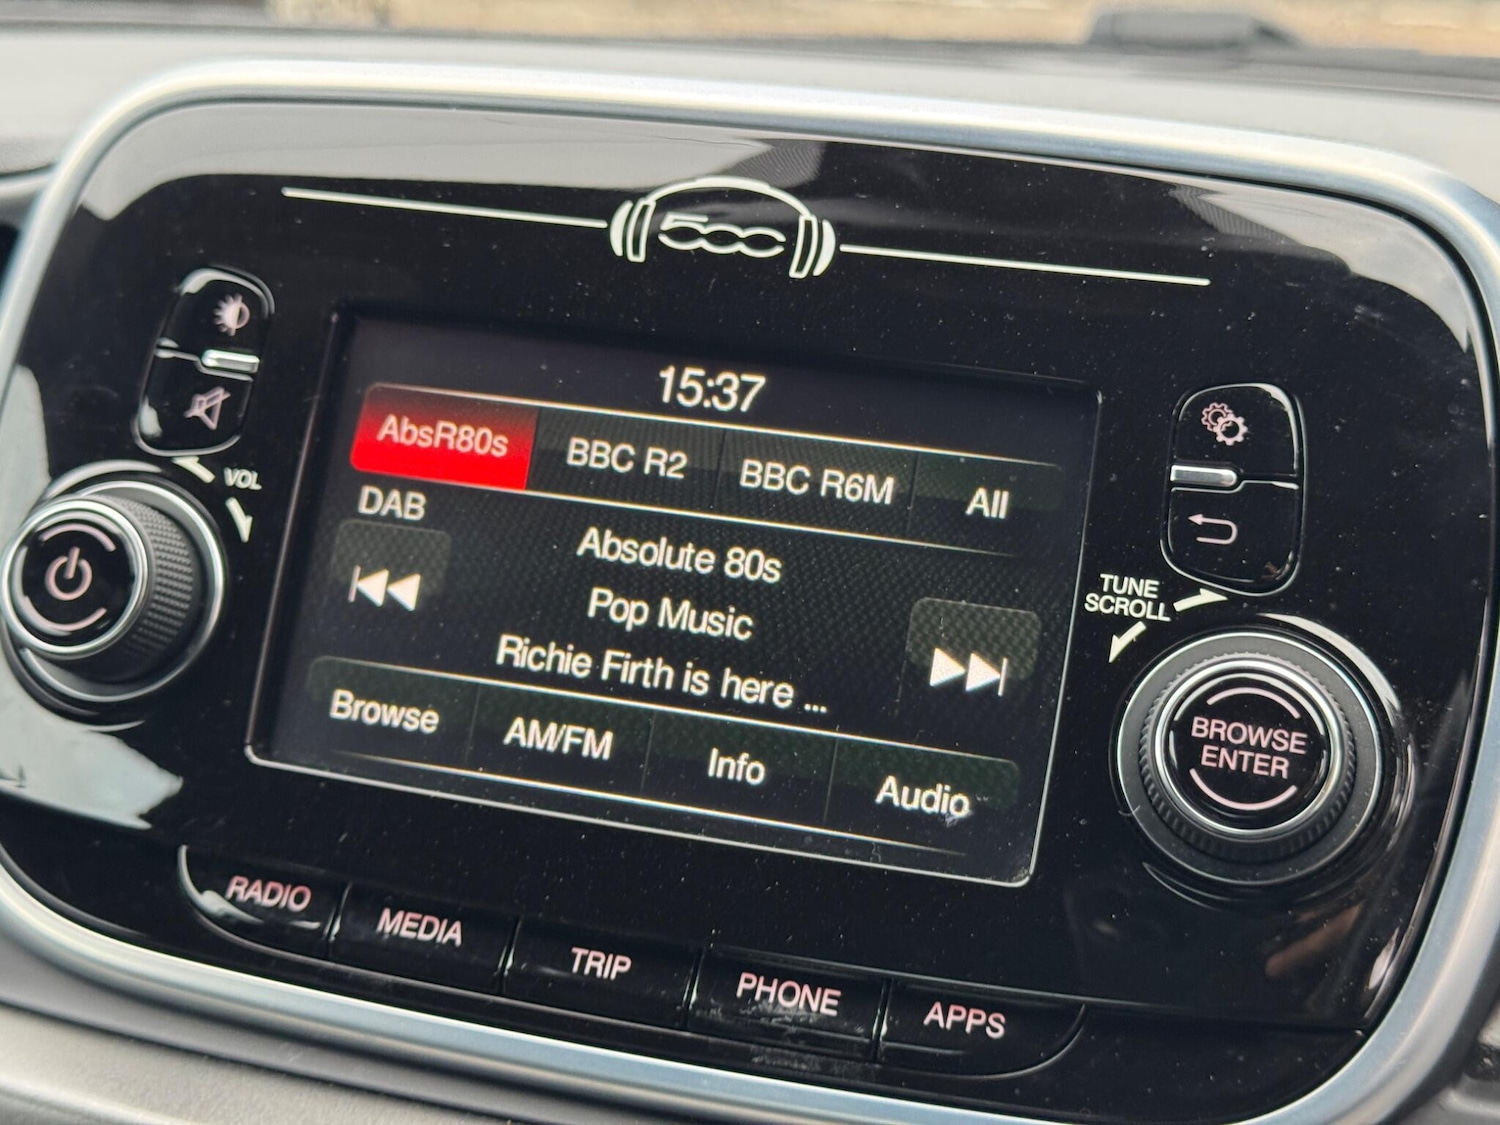 500
15:37
AbsR80s BBC R2 BBC R6M All
DAB
Absolute 80s
Pop Music
Richie Firth is here ...
Browse AM/FM Info Audio
VOL
TUNE
SCROLL
BROWSE
ENTER
RADIO MEDIA TRIP PHONE APPS